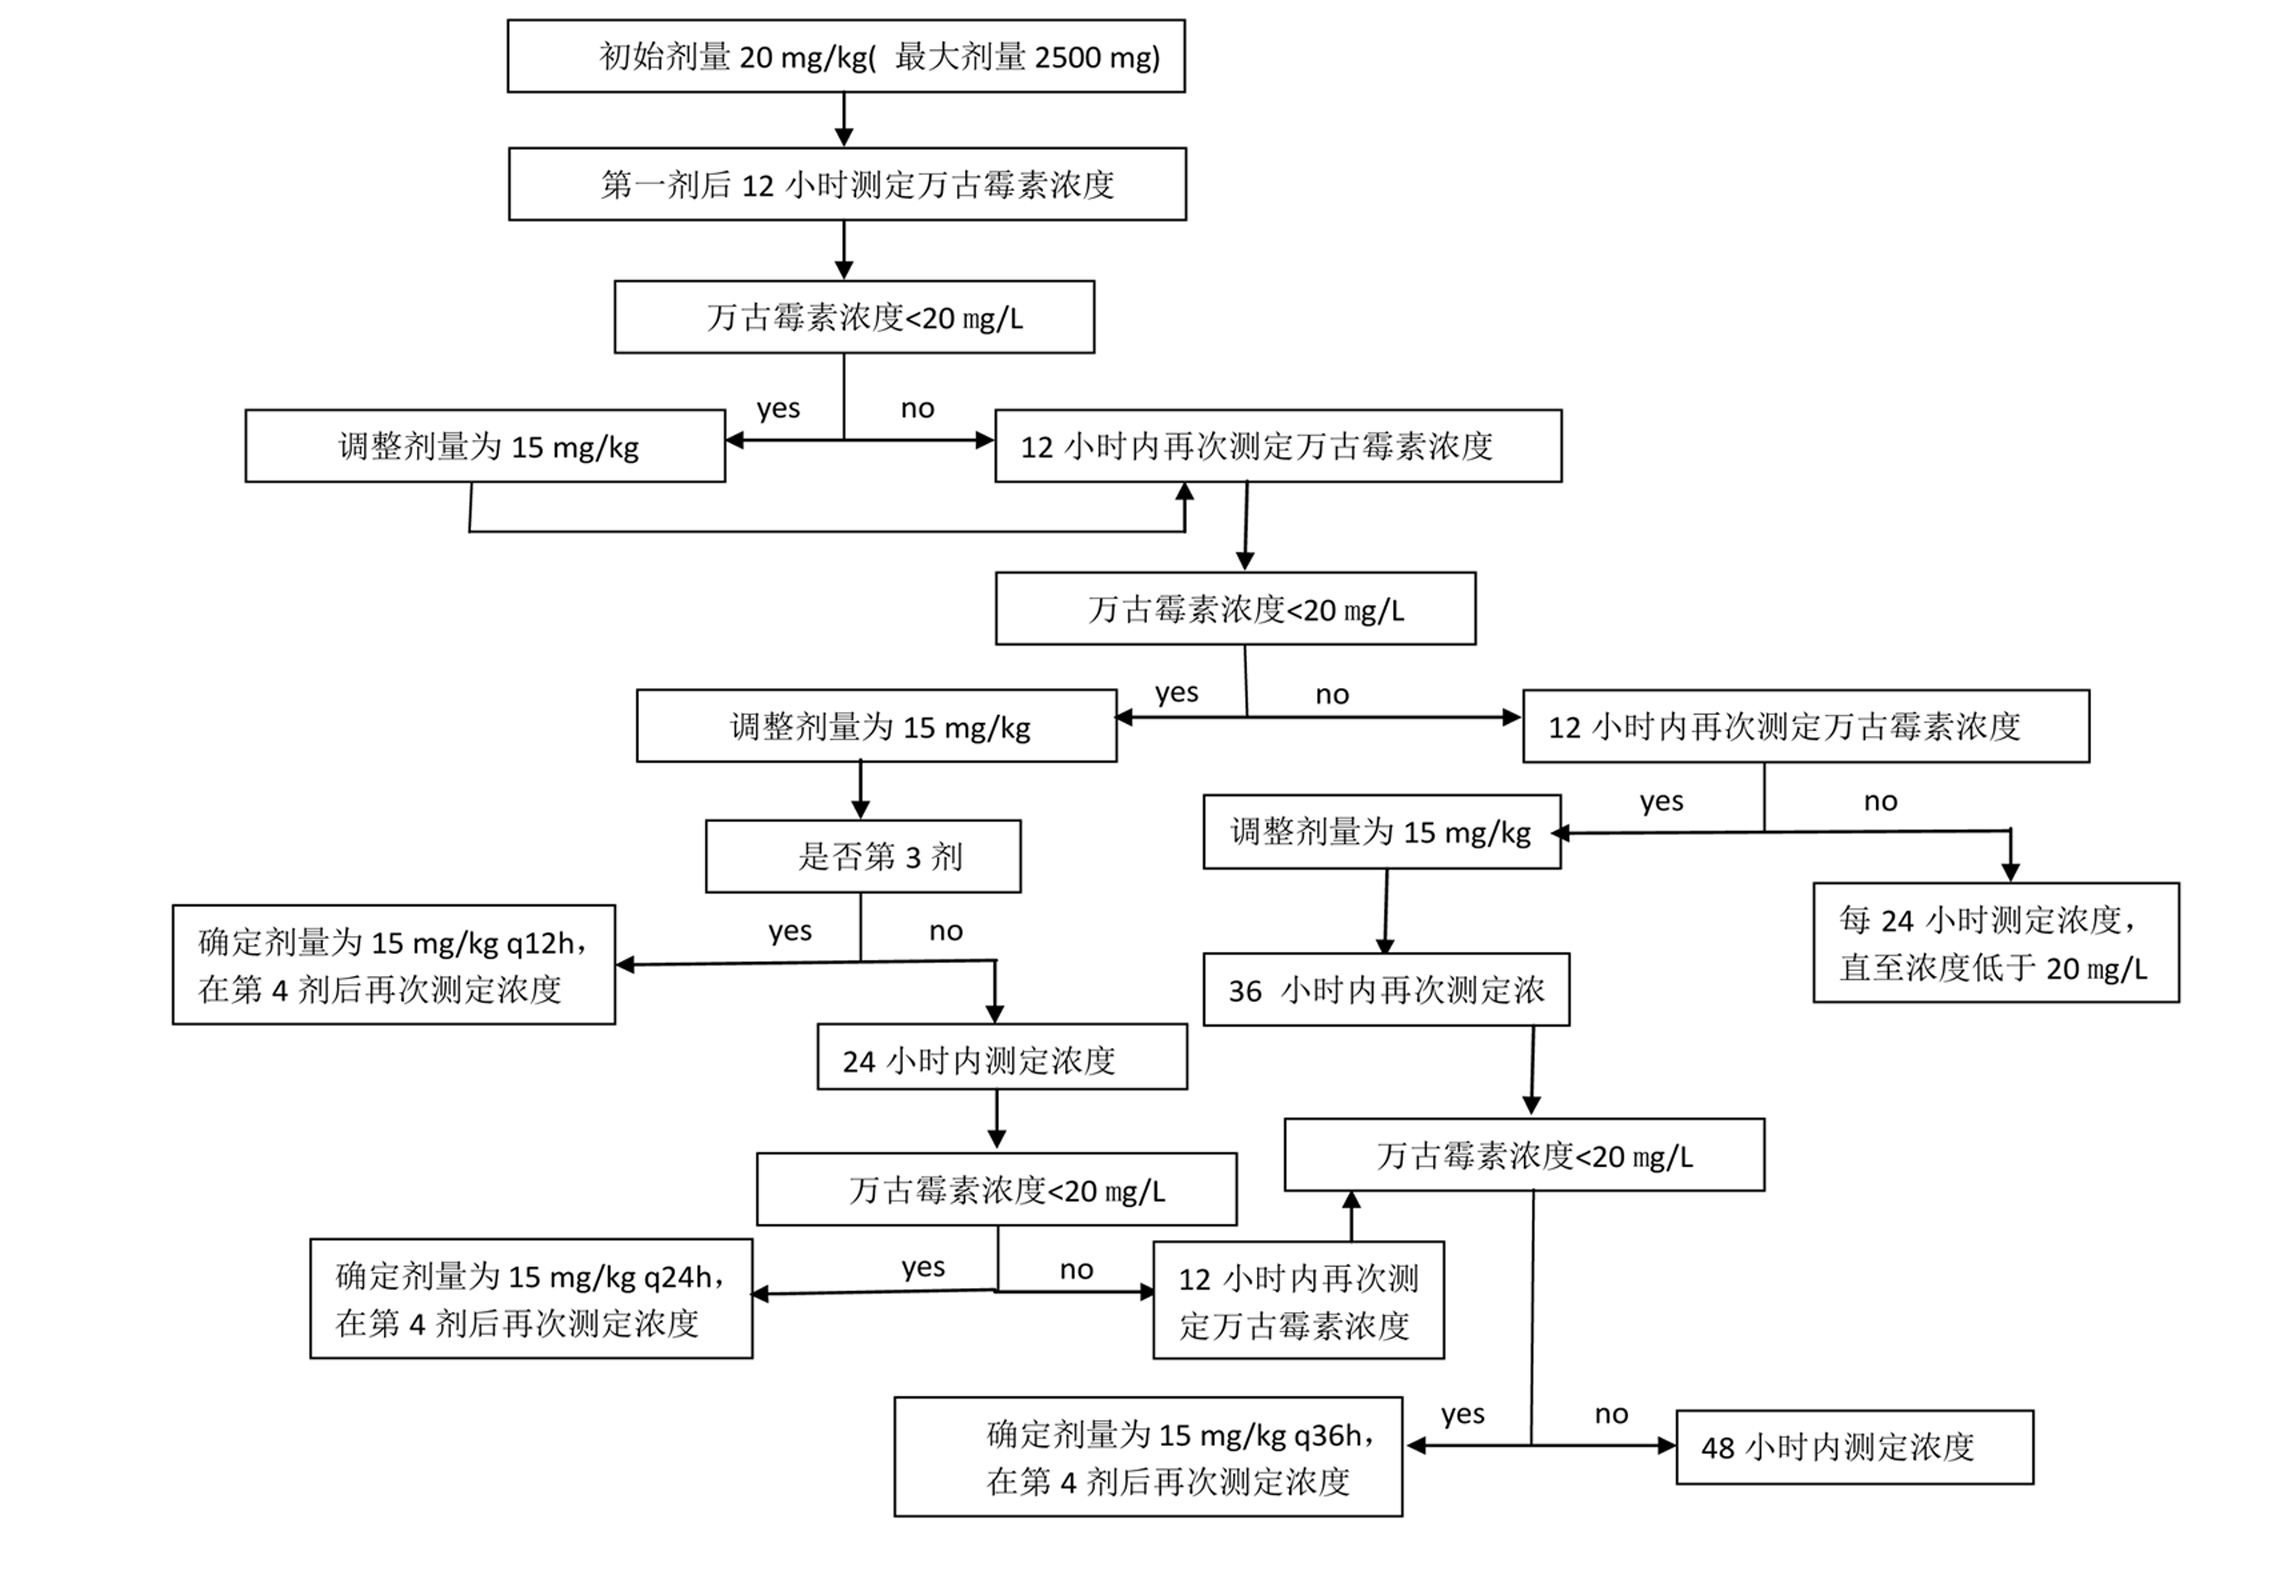 初始剂量 20 mg/kg( 最大剂量 2500 mg)
第一剂后 12 小时测定万古霉素浓度
万古霉素浓度<20 mg/L
yes
no
调整剂量为 15 mg/kg
12 小时内再次测定万古霉素浓度
万古霉素浓度<20 mg/L
yes
no
调整剂量为 15 mg/kg
12 小时内再次测定万古霉素浓度
yes
no
调整剂量为 15 mg/kg
是否第 3 剂
每 24 小时测定浓度，
直至浓度低于 20 mg/L
yes
no
确定剂量为 15 mg/kg q12h，
在第 4 剂后再次测定浓度
36 小时内再次测定浓
24 小时内测定浓度
万古霉素浓度<20 mg/L
万古霉素浓度<20 mg/L
yes
no
确定剂量为 15 mg/kg q24h，
在第 4 剂后再次测定浓度
12 小时内再次测
定万古霉素浓度
yes
no
确定剂量为 15 mg/kg q36h，
在第 4 剂后再次测定浓度
48 小时内测定浓度